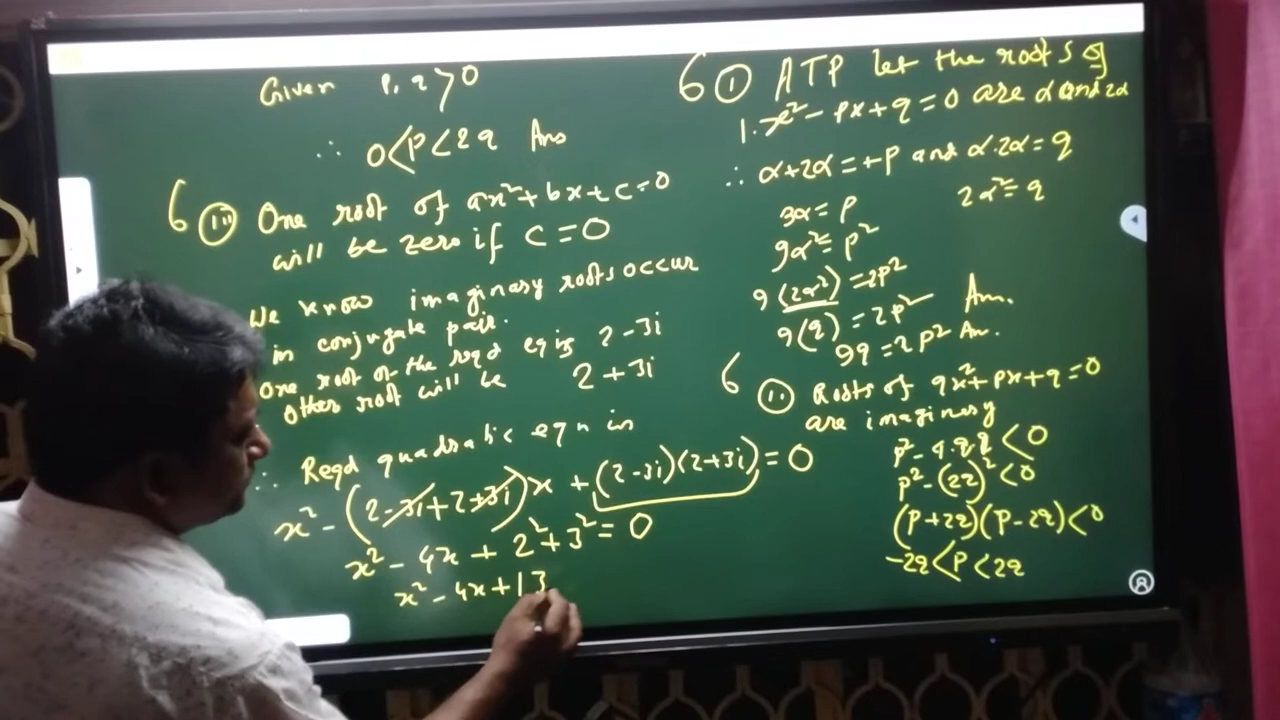 Given p, q > 0
∴ 0 < p < 2q Ans
6 (iii) One root of ax² + bx + c = 0
will be zero if c = 0
We know imaginary roots occur
in conjugate pair.
One root of the reqd eq is 2 - 3i
other root will be 2 + 3i
∴ Reqd quadratic eqn is
x² - (2 - 3i + 2 + 3i)x + (2 - 3i)(2 + 3i) = 0
x² - 4x + 2² + 3² = 0
x² - 4x + 13
6 (i) ATP let the roots of
1.x² - px + q = 0 are α and 2α
∴ α + 2α = +p and α.2α = q
3α = p 2α² = q
9α² = p²
9(2α²) = 2p²
9(q) = 2p² Ans.
9q = 2p² An.
6 (ii) Roots of qx² + px + q = 0
are imaginary
p² - 4.q.q < 0
p² - (2q)² < 0
(p + 2q)(p - 2q) < 0
-2q < p < 2q